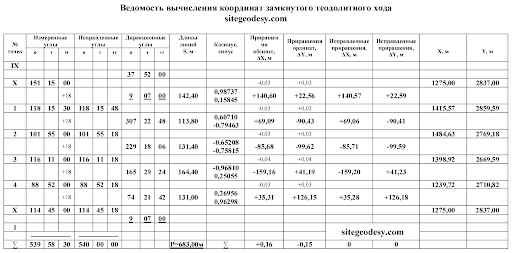 Ведомость вычисления координат замкнутого теодолитного хода
sitegeodesy.com
№ точек | Измеренные углы | Исправленные углы | Дирекционные углы | Длины линий S, м | Косинус, синус | Приращения абсцисс, ΔX, м | Приращения ординат, ΔY, м | Исправленные приращения, ΔX, м | Исправленные приращения, ΔY, м | X, м | Y, м
IX
37 52 00
X 151 15 00 -0,03 +0,03 1275,00 2837,00
+18 9 07 00 142,40 0,98737 0,15845 +140,60 +22,56 +140,57 +22,59
1 118 15 30 118 15 48 -0,03 +0,02 1415,57 2859,59
+18 307 22 48 113,80 0,60710 -0,79463 +69,09 -90,43 +69,06 -90,41
2 101 55 00 101 55 18 -0,03 +0,03 1484,63 2769,18
+18 229 18 06 131,40 -0,65208 -0,75815 -85,68 -99,62 -85,71 -99,59
3 116 11 00 116 11 18 -0,04 +0,04 1398,92 2669,59
+18 165 29 24 164,40 -0,96810 0,25055 -159,16 +41,19 -159,20 +41,23
4 88 52 00 88 52 18 -0,03 +0,03 1239,72 2710,82
+18 74 21 42 131,00 0,26956 0,96298 +35,31 +126,15 +35,28 +126,18
X 114 45 00 114 45 18 1275,00 2837,00
9 07 00
1 sitegeodesy.com
∑ 539 58 30 540 00 00 P=683,00м ∑ +0,16 -0,15 0 0